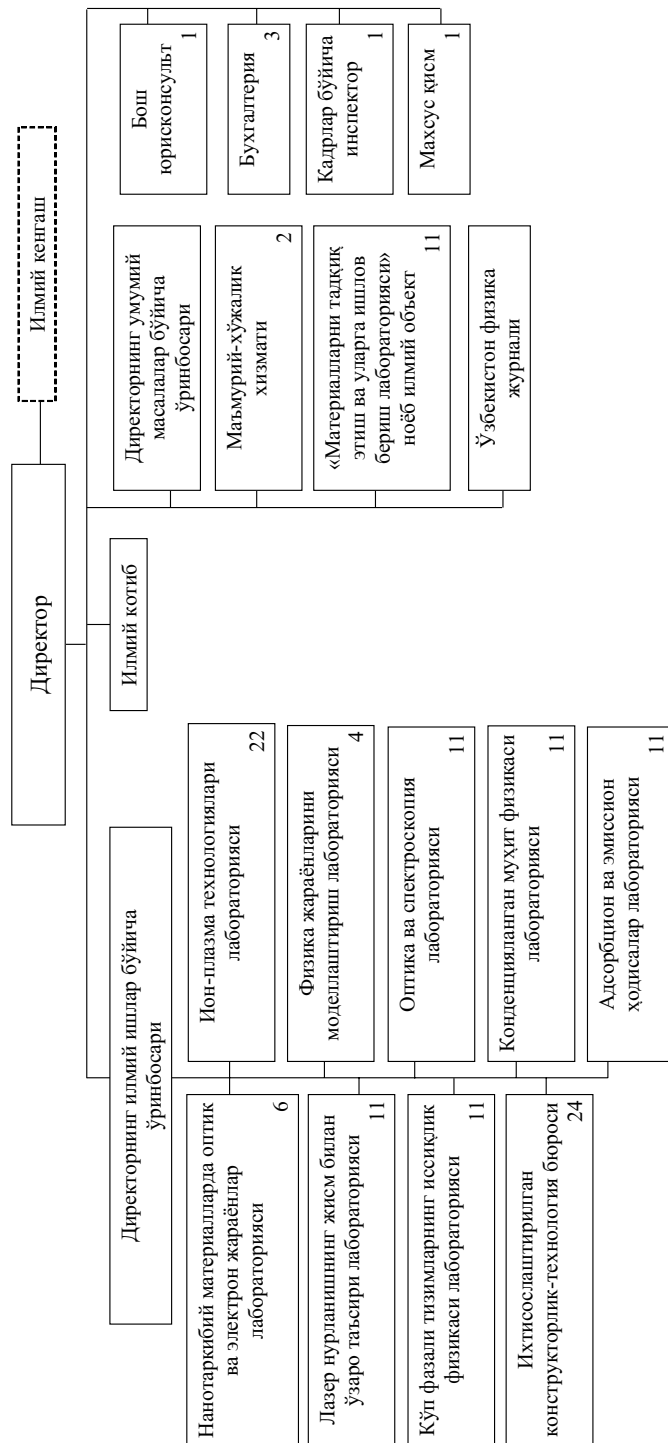 Директор
Илмий кенгаш
Илмий котиб
Директорнинг илмий ишлар бўйича
ўринбосари
Нанотаркибий материалларда оптик
ва электрон жараёнлар
лабораторияси
6
Лазер нурланишнинг жисм билан
ўзаро таъсири лабораторияси
11
Кўп фазали тизимларнинг иссиқлик
физикаси лабораторияси
11
Ихтисослаштирилган
конструкторлик-технология бюроси
24
Ион-плазма технологиялари
лабораторияси
22
Физика жараёнларини
моделлаштириш лабораторияси
4
Оптика ва спектроскопия
лабораторияси
11
Конденцияланган муҳит физикаси
лабораторияси
11
Адсорбцион ва эмиссион
ҳодисалар лабораторияси
11
Директорнинг умумий
масалалар бўйича
ўринбосари
Маъмурий-хўжалик
хизмати
2
«Материалларни тадқиқ
этиш ва уларга ишлов
бериш лабораторияси»
ноёб илмий объект
11
Ўзбекистон физика
журнали
Бош
юрисконсульт
1
Бухгалтерия
3
Кадрлар бўйича
инспектор
1
Махсус қисм
1